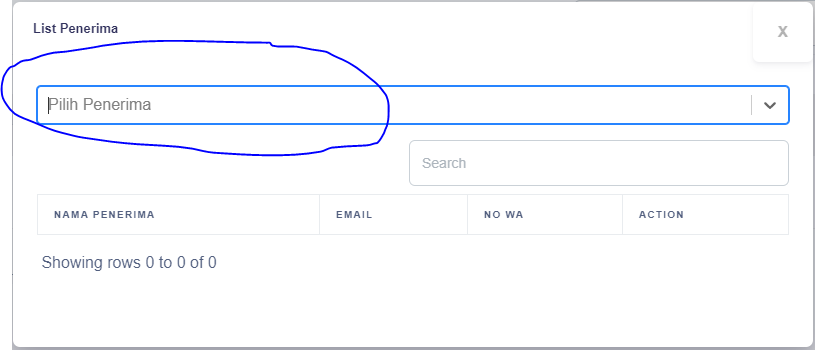 List Penerima
X
Pilih Penerima
Search
NAMA PENERIMA EMAIL NO WA ACTION
Showing rows 0 to 0 of 0